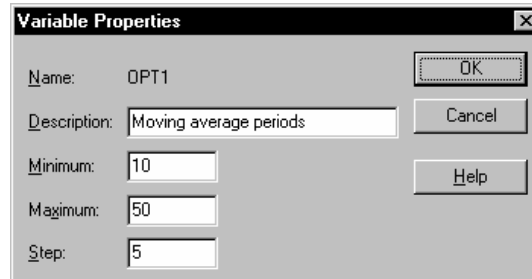 Variable Properties
Name: OPT1
OK
Description: Moving average periods
Cancel
Minimum: 10
Help
Maximum: 50
Step: 5